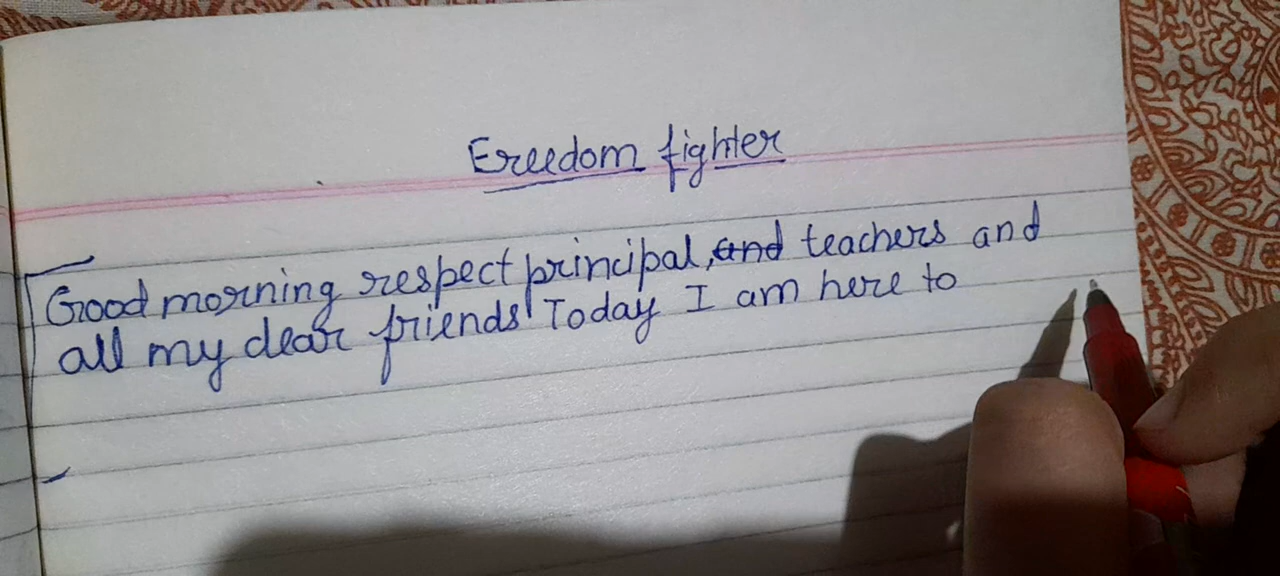 Freedom fighter
Good morning respect principal, and teachers and
all my dear friends Today I am here to